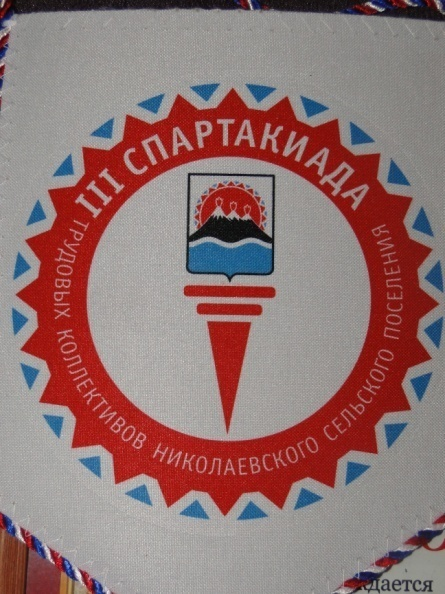 III СПАРТАКИАДА
ТРУДОВЫХ КОЛЛЕКТИВОВ НИКОЛАЕВСКОГО СЕЛЬСКОГО ПОСЕЛЕНИЯ